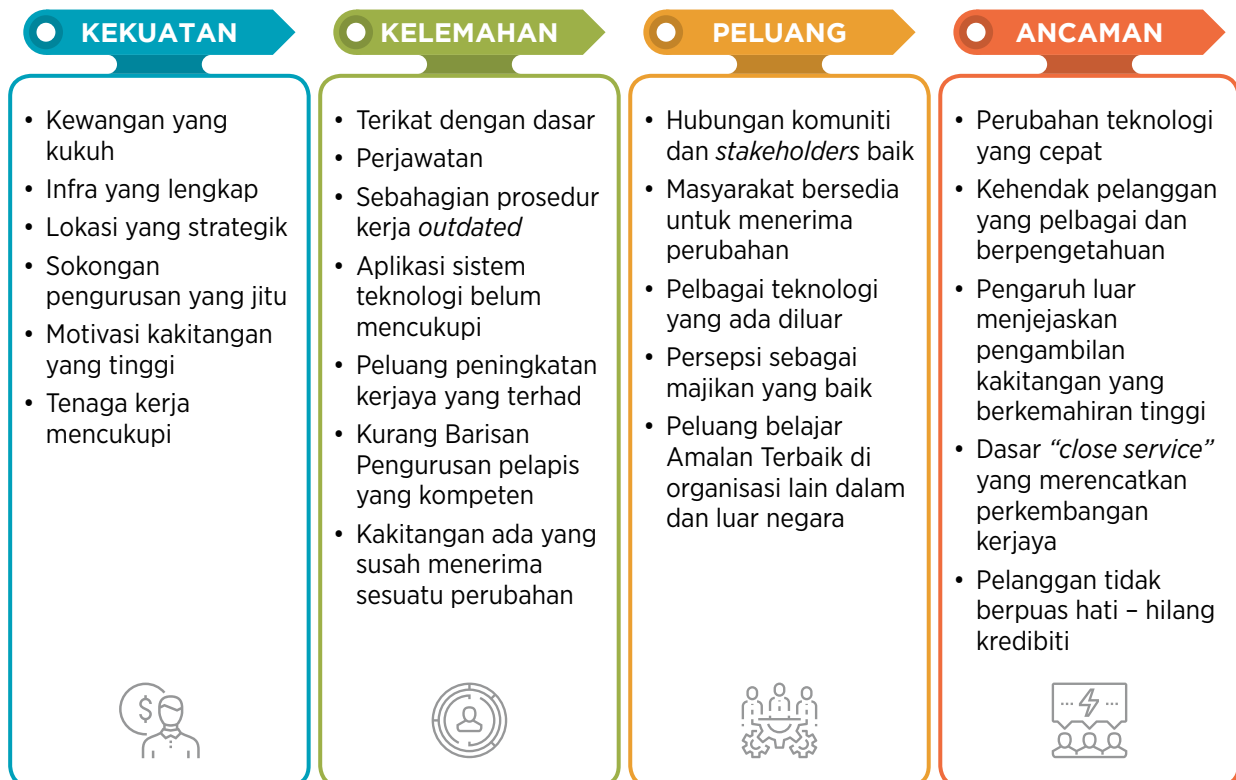 KEKUATAN
• Kewangan yang
kukuh
• Infra yang lengkap
• Lokasi yang strategik
• Sokongan
pengurusan yang jitu
• Motivasi kakitangan
yang tinggi
• Tenaga kerja
mencukupi
KELEMAHAN
• Terikat dengan dasar
• Perjawatan
• Sebahagian prosedur
kerja outdated
• Aplikasi sistem
teknologi belum
mencukupi
• Peluang peningkatan
kerjaya yang terhad
• Kurang Barisan
Pengurusan pelapis
yang kompeten
• Kakitangan ada yang
susah menerima
sesuatu perubahan
PELUANG
• Hubungan komuniti
dan stakeholders baik
• Masyarakat bersedia
untuk menerima
perubahan
• Pelbagai teknologi
yang ada diluar
• Persepsi sebagai
majikan yang baik
• Peluang belajar
Amalan Terbaik di
organisasi lain dalam
dan luar negara
ANCAMAN
• Perubahan teknologi
yang cepat
• Kehendak pelanggan
yang pelbagai dan
berpengetahuan
• Pengaruh luar
menjejaskan
pengambilan
kakitangan yang
berkemahiran tinggi
• Dasar “close service”
yang merencatkan
perkembangan
kerjaya
• Pelanggan tidak
berpuas hati – hilang
kredibiti